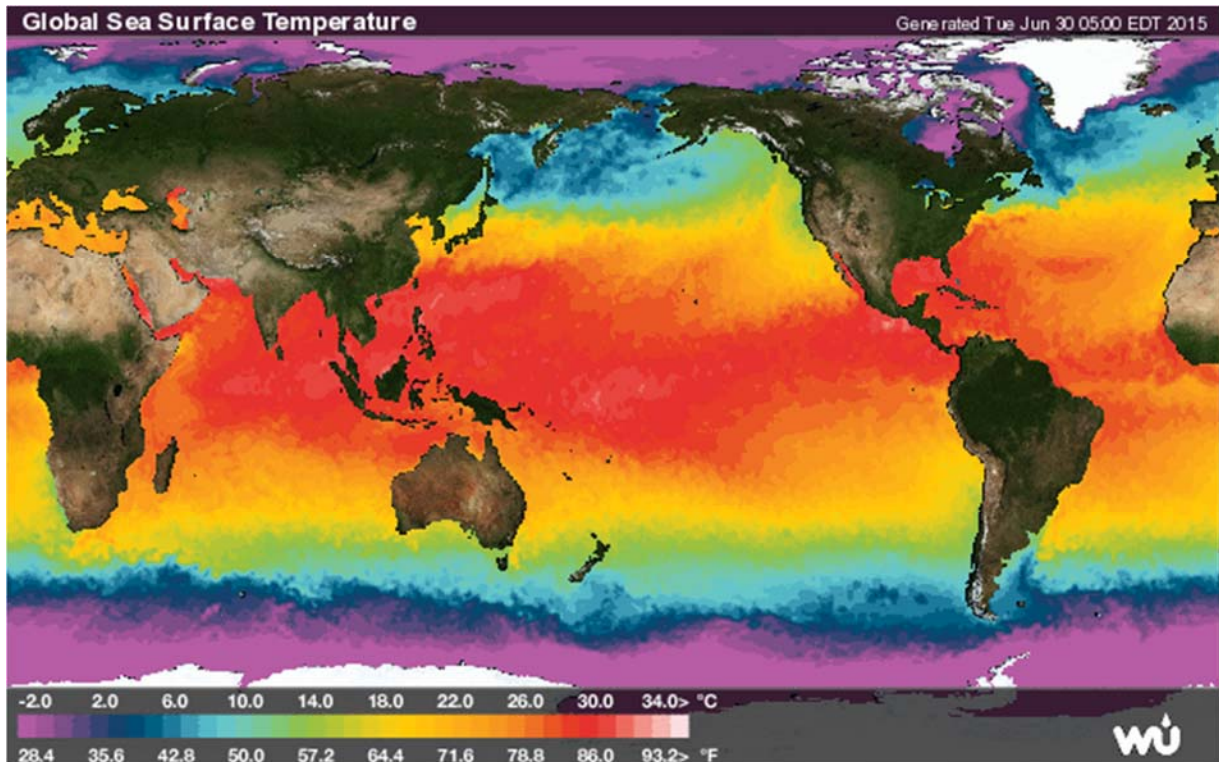 Global Sea Surface Temperature
Generated Tue Jun 30 05:00 EDT 2015
-2.0 2.0 6.0 10.0 14.0 18.0 22.0 26.0 30.0 34.0> °C
28.4 35.6 42.8 50.0 57.2 64.4 71.6 78.8 86.0 93.2> °F
wu